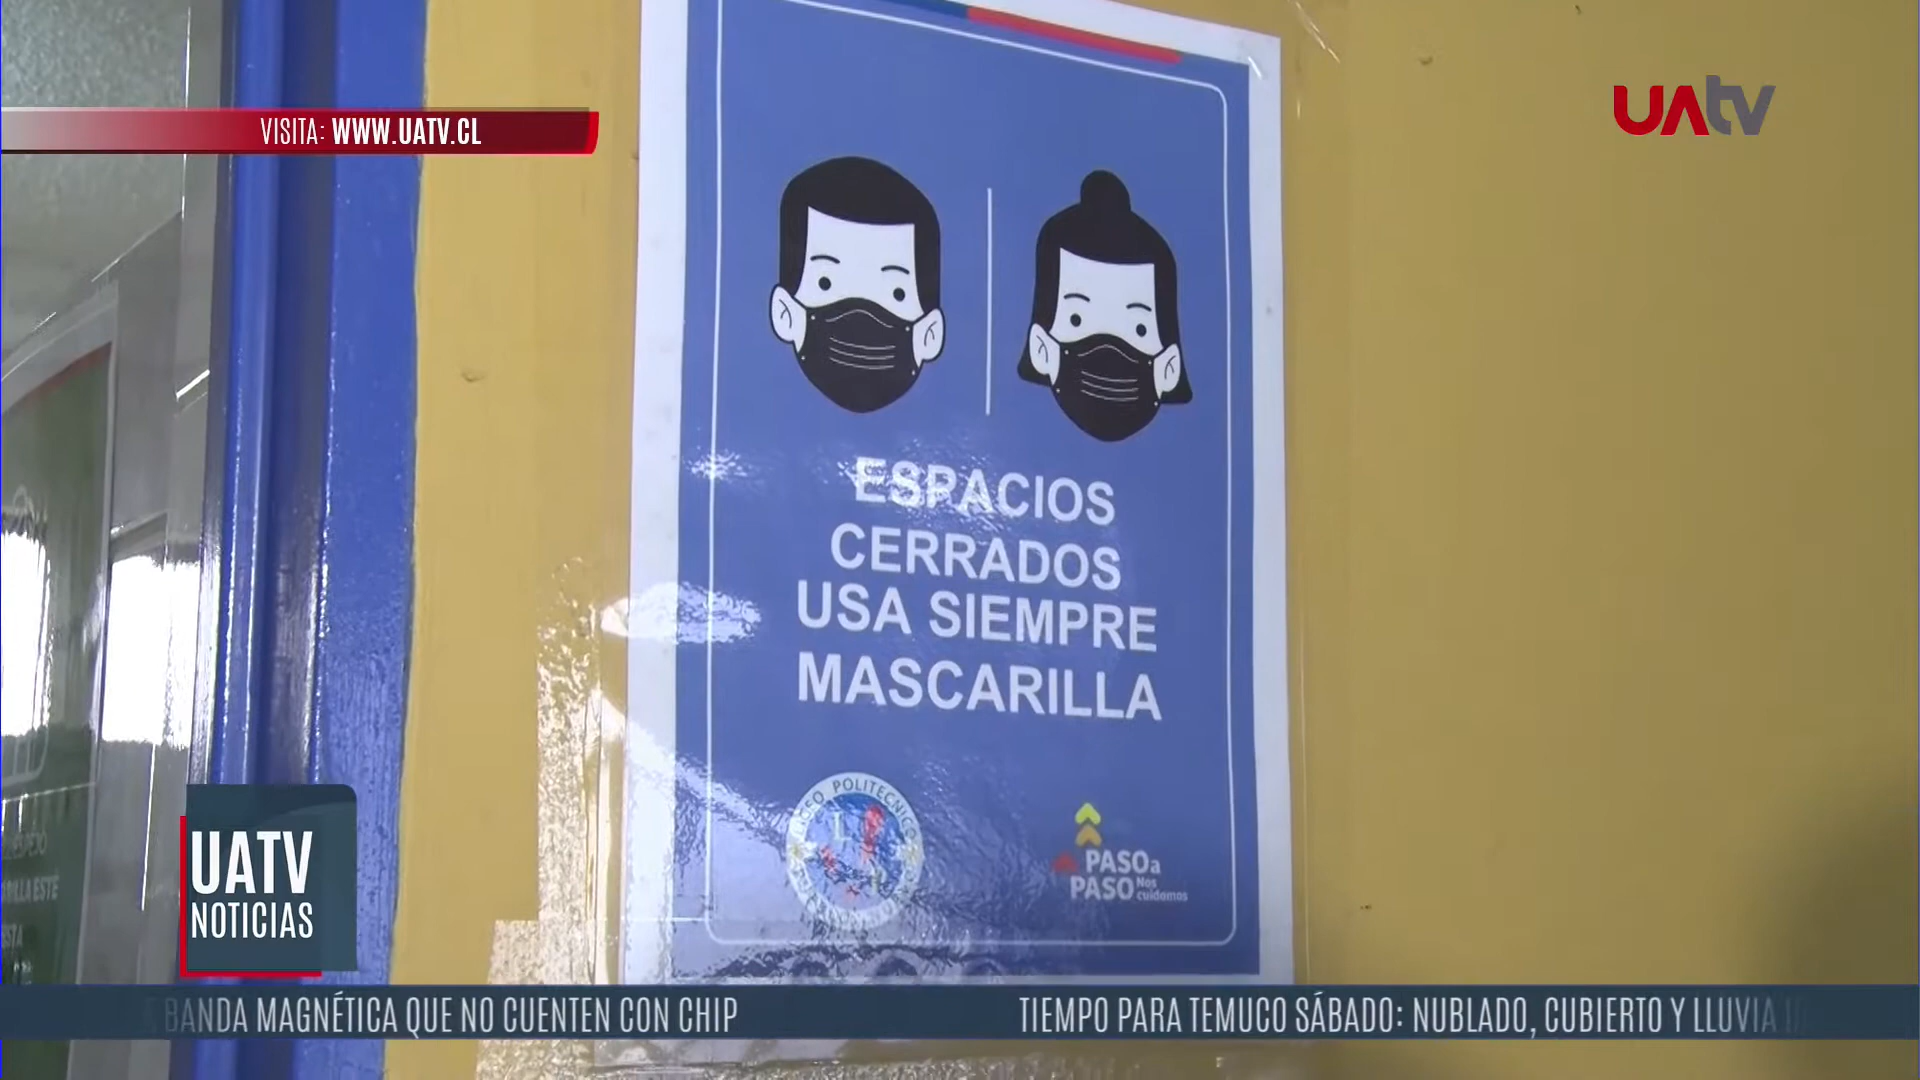 VISITA: WWW.UATV.CL
UAtv
ESPACIOS
CERRADOS
USA SIEMPRE
MASCARILLA
LICEO POLITECNICO
PASO a
PASO Nos
cuidamos
UATV
NOTICIAS
BANDA MAGNÉTICA QUE NO CUENTEN CON CHIP
TIEMPO PARA TEMUCO SÁBADO: NUBLADO, CUBIERTO Y LLUVIA